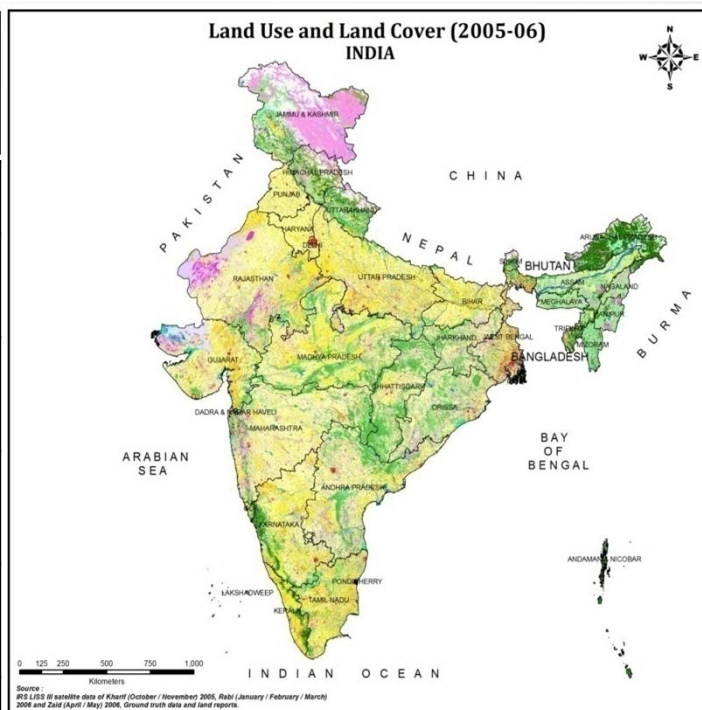 Land Use and Land Cover (2005-06)
INDIA
N
W E
S
JAMMU & KASHMIR
HIMACHAL PRADESH
PUNJAB
UTTARAKHAND
HARYANA
DELHI
PAKISTAN
CHINA
NEPAL
RAJASTHAN
UTTAR PRADESH
BIHAR
SIKKIM
BHUTAN
ASSAM
NAGALAND
MEGHALAYA
MANIPUR
MIZORAM
BURMA
GUJARAT
MADHYA PRADESH
JHARKHAND
WEST BENGAL
BANGLADESH
CHHATTISGARH
ORISSA
DADRA & NAGAR HAVELI
MAHARASHTRA
ARABIAN
SEA
BAY
OF
BENGAL
ANDHRA PRADESH
KARNATAKA
ANDAMAN & NICOBAR
PONDICHERRY
LAKSHADWEEP
TAMIL NADU
KERALA
0 125 250 500 750 1,000
Kilometers
INDIAN OCEAN
Source :
IRS LISS III satellite data of Kharif (October / November) 2005, Rabi (January / February / March)
2006 and Zaid (April / May) 2006, Ground truth data and land reports.